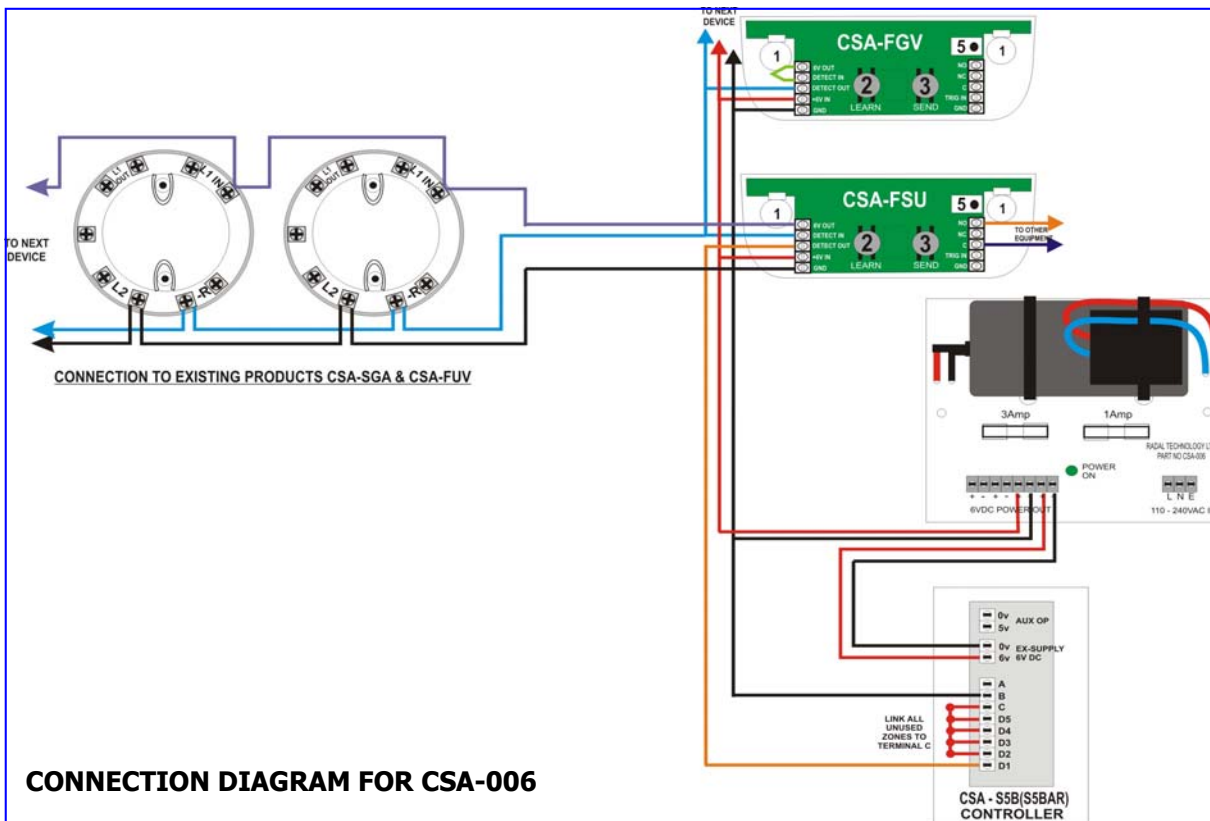 TO NEXT
DEVICE
CSA-FGV
5
1
1
6V OUT
DETECT IN
DETECT OUT
+6V IN
GND
2
LEARN
3
SEND
NO
NC
C
TRIG IN
GND
L1
OUT
L1 IN
L2
-R
L1
OUT
L1 IN
L2
-R
TO NEXT
DEVICE
CSA-FSU
5
1
1
6V OUT
DETECT IN
DETECT OUT
+6V IN
GND
2
LEARN
3
SEND
NO
NC
C
TRIG IN
GND
TO OTHER
EQUIPMENT
CONNECTION TO EXISTING PRODUCTS CSA-SGA & CSA-FUV
3Amp
1Amp
RADAL TECHNOLOGY
PART NO CSA-006
POWER
ON
+ - + - + - + -
6VDC POWER OUT
L N E
110 - 240VAC
0v
5v
AUX OP
0v
6v
EX-SUPPLY
6V DC
A
B
C
D5
D4
D3
D2
D1
LINK ALL
UNUSED
ZONES TO
TERMINAL C
CSA - S5B(S5BAR)
CONTROLLER
CONNECTION DIAGRAM FOR CSA-006